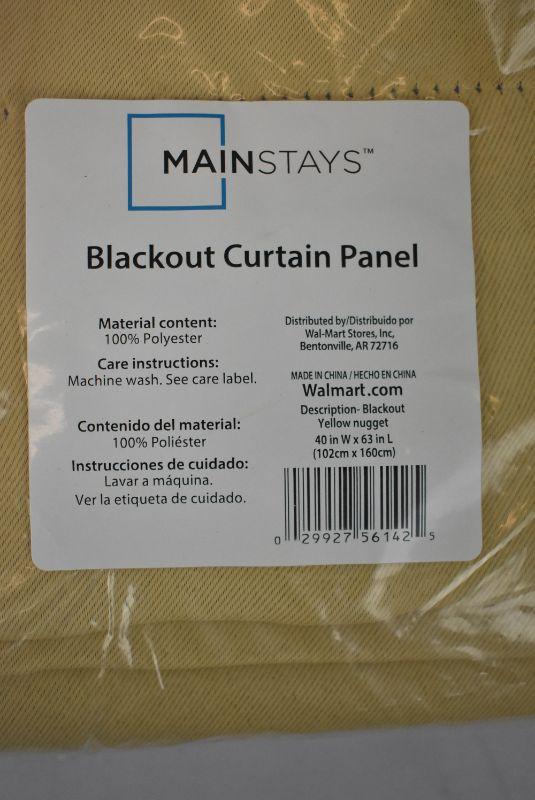 MAINSTAYS™
Blackout Curtain Panel
Material content:
100% Polyester
Care instructions:
Machine wash. See care label.
Contenido del material:
100% Poliéster
Instrucciones de cuidado:
Lavar a máquina.
Ver la etiqueta de cuidado.
Distributed by/Distribuido por
Wal-Mart Stores, Inc,
Bentonville, AR 72716
MADE IN CHINA / HECHO EN CHINA
Walmart.com
Description- Blackout
Yellow nugget
40 in W x 63 in L
(102cm x 160cm)
0 29927 56142 5